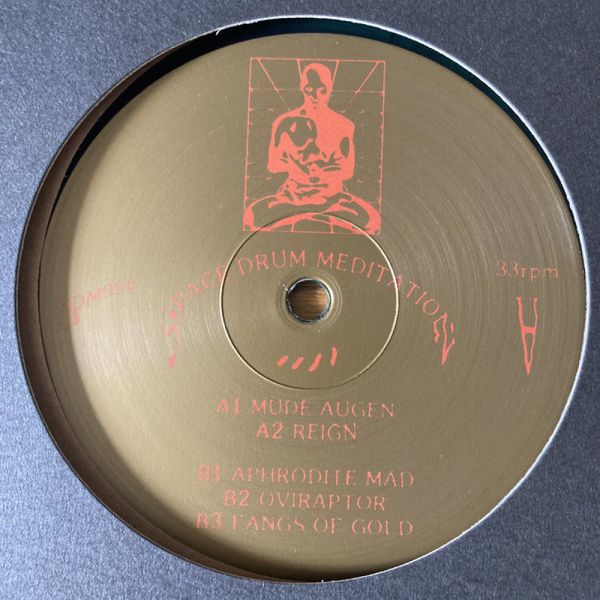 SPACE DRUM MEDITATION
33rpm
A
A1 MUDE AUGEN
A2 REIGN
B1 APHRODITE MAD
B2 OVIRAPTOR
B3 FANGS OF GOLD